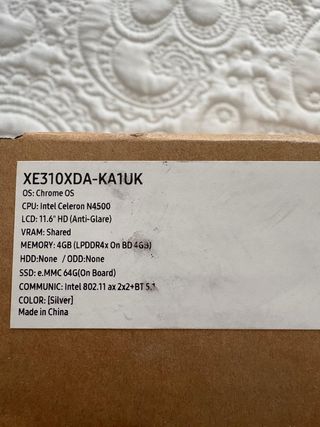 XE310XDA-KA1UK
OS: Chrome OS
CPU: Intel Celeron N4500
LCD: 11.6" HD (Anti-Glare)
VRAM: Shared
MEMORY: 4GB (LPDDR4x On BD 4GB)
HDD:None / ODD:None
SSD: e.MMC 64G(On Board)
COMMUNIC: Intel 802.11 ax 2x2+BT 5.1
COLOR: [Silver]
Made in China